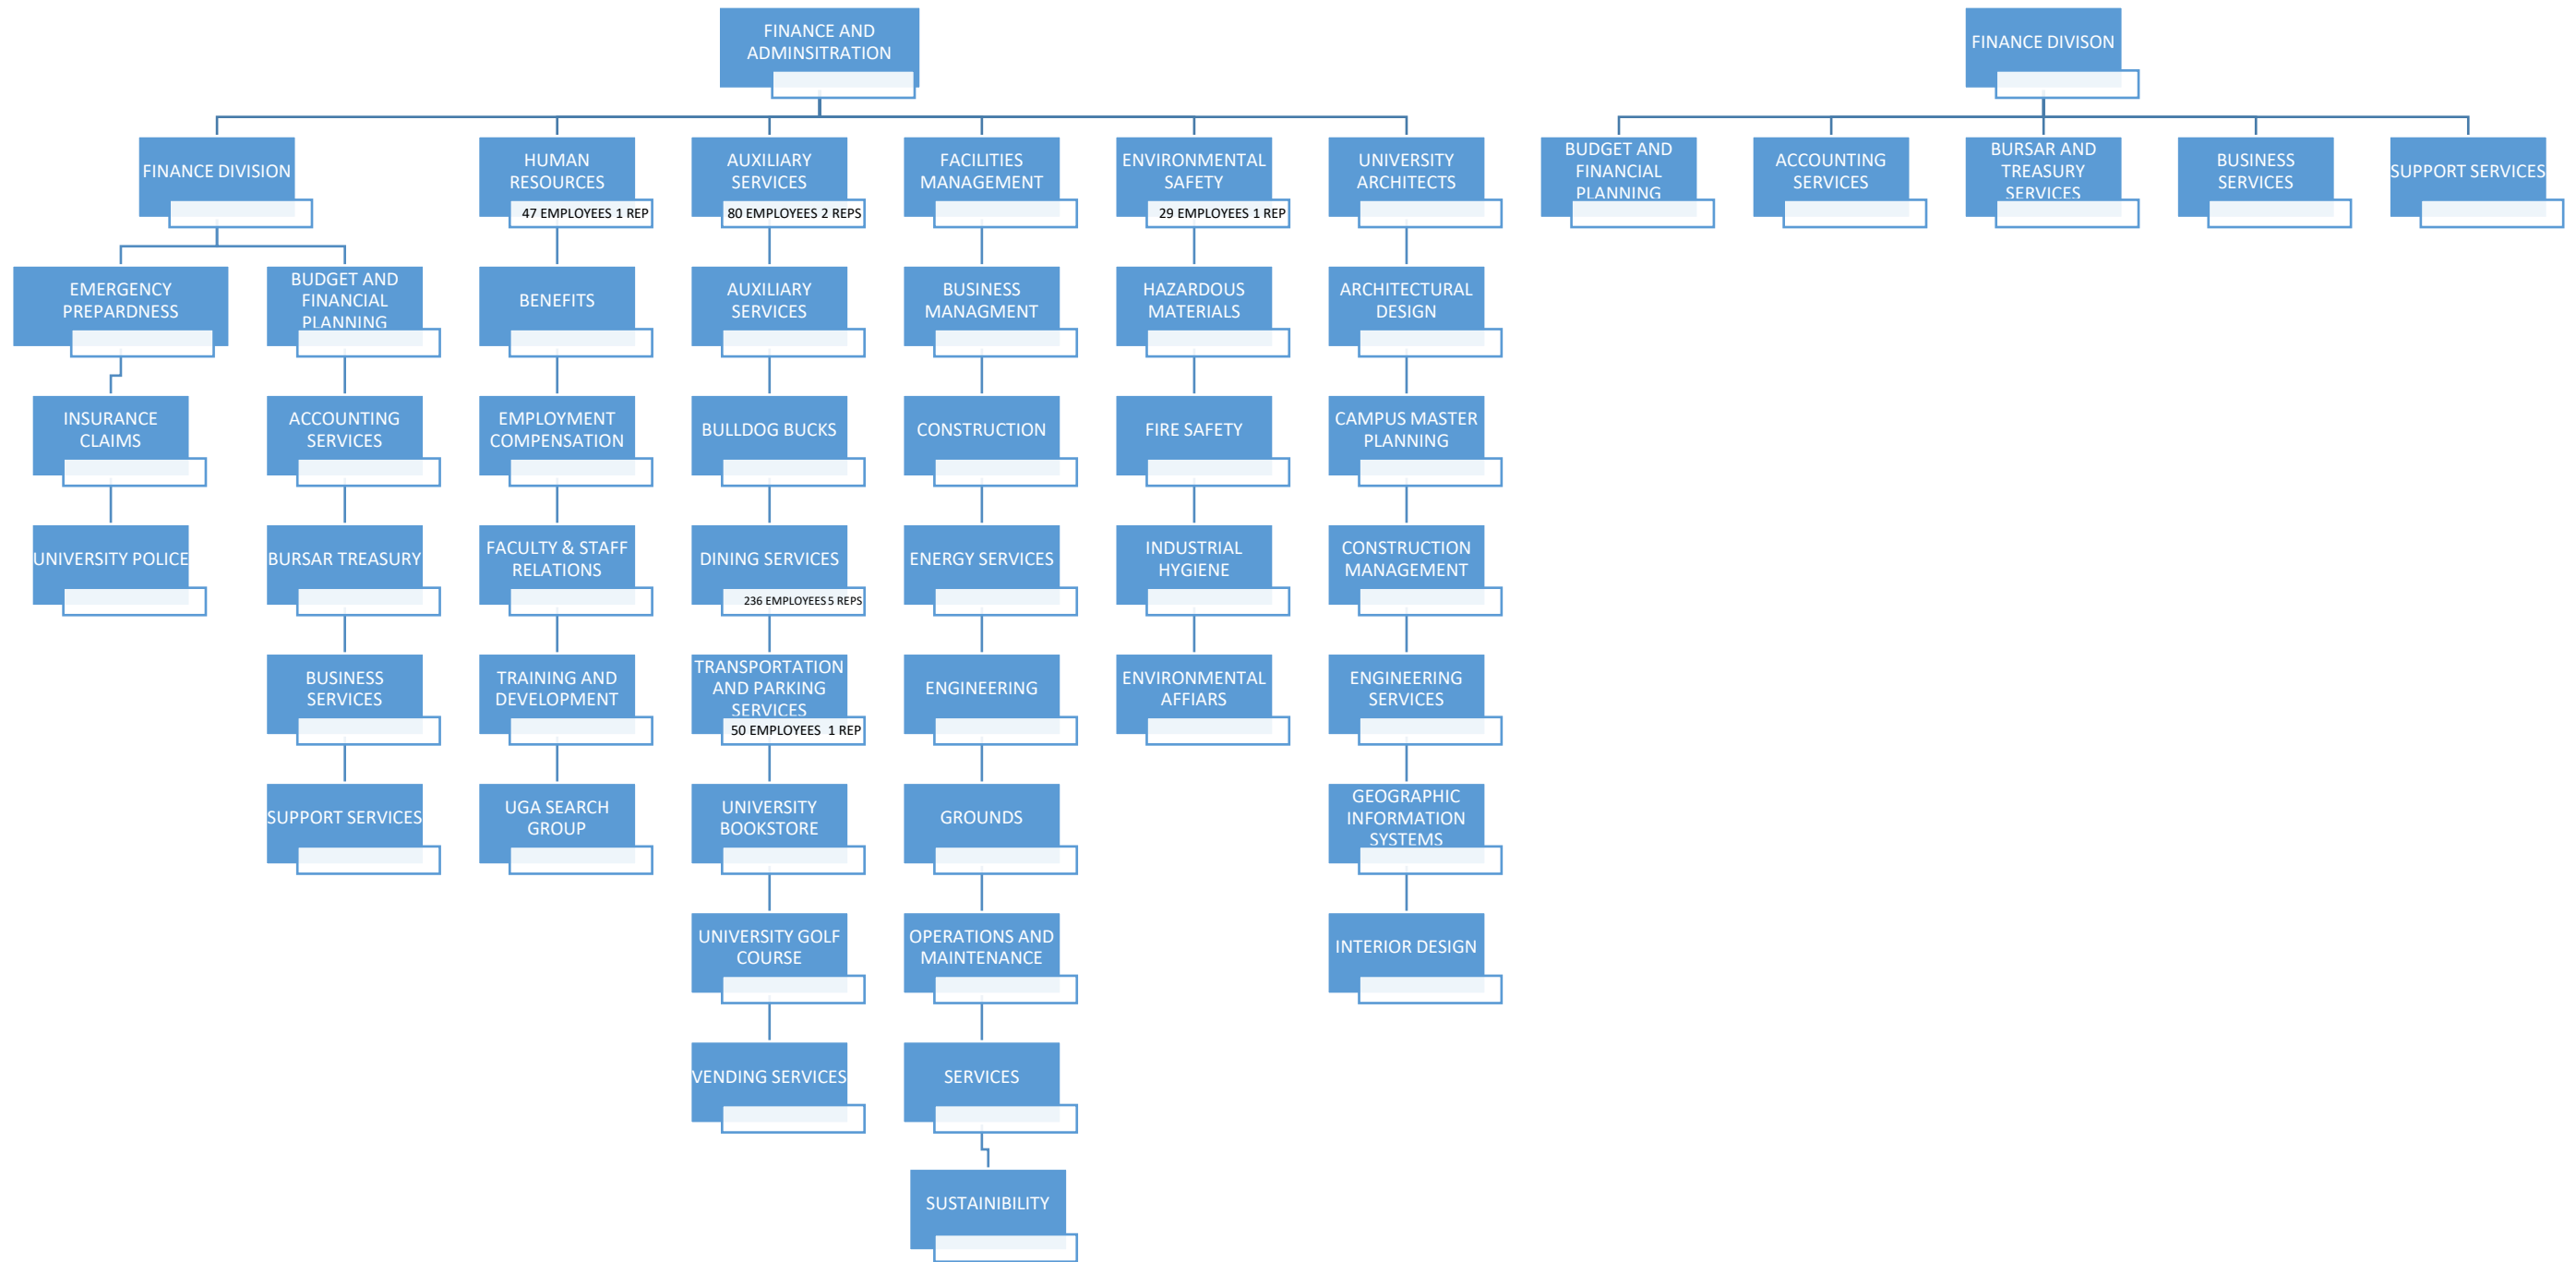 FINANCE AND
ADMINSITRATION
FINANCE DIVISION
EMERGENCY
PREPARDNESS
INSURANCE
CLAIMS
UNIVERSITY POLICE
BUDGET AND
FINANCIAL
PLANNING
ACCOUNTING
SERVICES
BURSAR TREASURY
BUSINESS
SERVICES
SUPPORT SERVICES
HUMAN
RESOURCES
47 EMPLOYEES 1 REP
BENEFITS
EMPLOYMENT
COMPENSATION
FACULTY & STAFF
RELATIONS
TRAINING AND
DEVELOPMENT
UGA SEARCH
GROUP
AUXILIARY
SERVICES
80 EMPLOYEES 2 REPS
AUXILIARY
SERVICES
BULLDOG BUCKS
DINING SERVICES
236 EMPLOYEES 5 REPS
TRANSPORTATION
AND PARKING
SERVICES
50 EMPLOYEES 1 REP
UNIVERSITY
BOOKSTORE
UNIVERSITY GOLF
COURSE
VENDING SERVICES
FACILITIES
MANAGEMENT
BUSINESS
MANAGMENT
CONSTRUCTION
ENERGY SERVICES
ENGINEERING
GROUNDS
OPERATIONS AND
MAINTENANCE
SERVICES
SUSTAINIBILITY
ENVIRONMENTAL
SAFETY
29 EMPLOYEES 1 REP
HAZARDOUS
MATERIALS
FIRE SAFETY
INDUSTRIAL
HYGIENE
ENVIRONMENTAL
AFFIARS
UNIVERSITY
ARCHITECTS
ARCHITECTURAL
DESIGN
CAMPUS MASTER
PLANNING
CONSTRUCTION
MANAGEMENT
ENGINEERING
SERVICES
GEOGRAPHIC
INFORMATION
SYSTEMS
INTERIOR DESIGN
FINANCE DIVISON
BUDGET AND
FINANCIAL
PLANNING
ACCOUNTING
SERVICES
BURSAR AND
TREASURY
SERVICES
BUSINESS
SERVICES
SUPPORT SERVICES